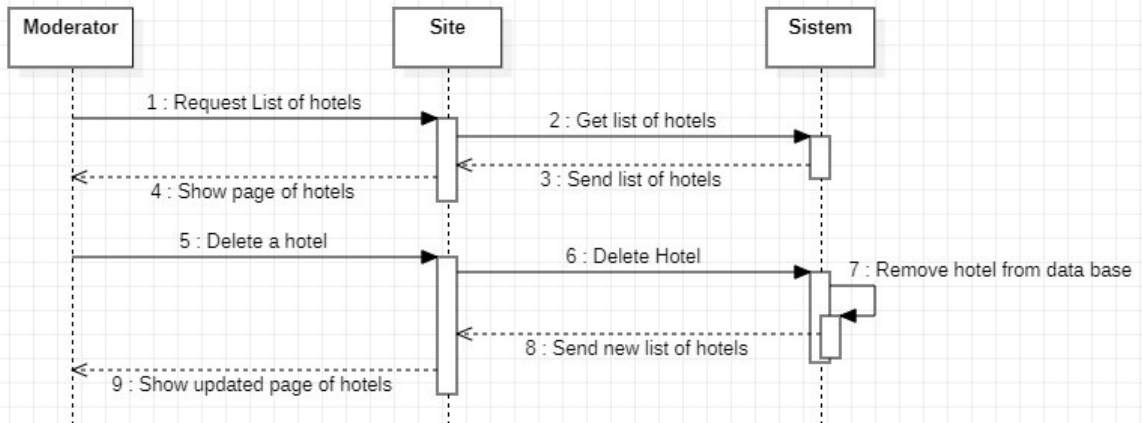 Moderator
Site
Sistem
1 : Request List of hotels
2 : Get list of hotels
3 : Send list of hotels
4 : Show page of hotels
5 : Delete a hotel
6 : Delete Hotel
7 : Remove hotel from data base
8 : Send new list of hotels
9 : Show updated page of hotels